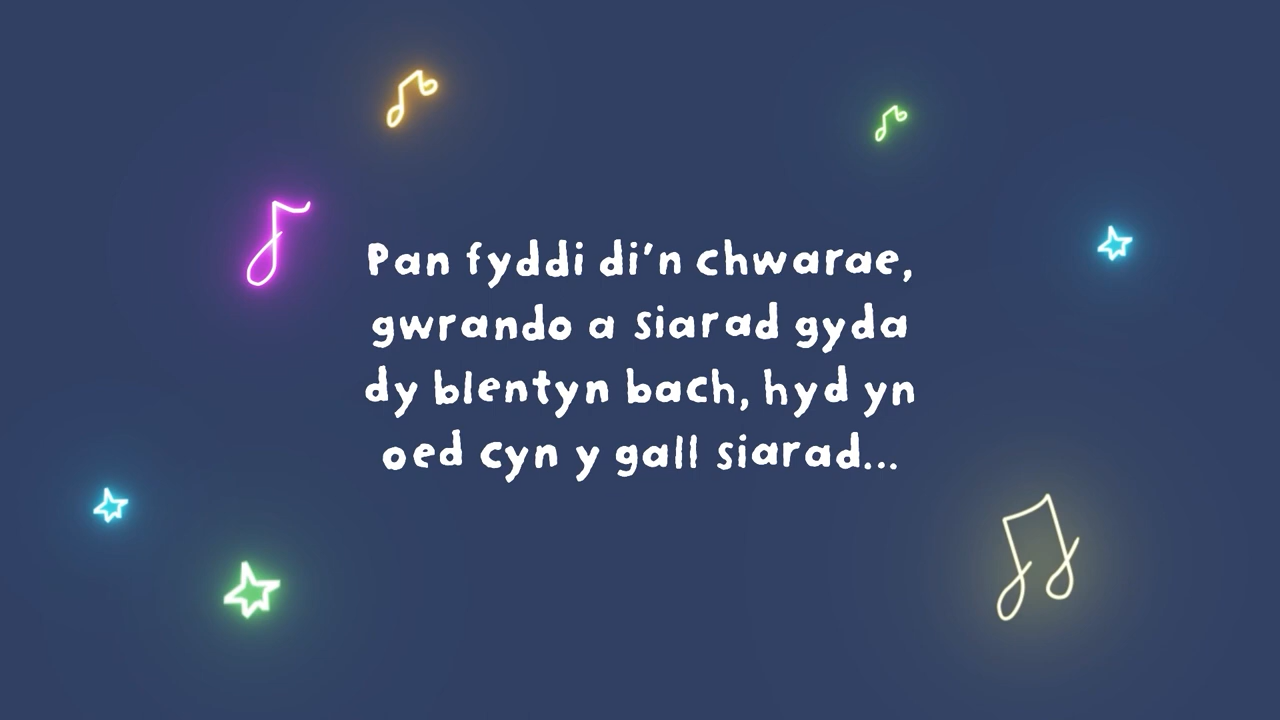 Pan fyddi di'n chwarae,
gwrando a siarad gyda
dy blentyn bach, hyd yn
oed cyn y gall siarad...